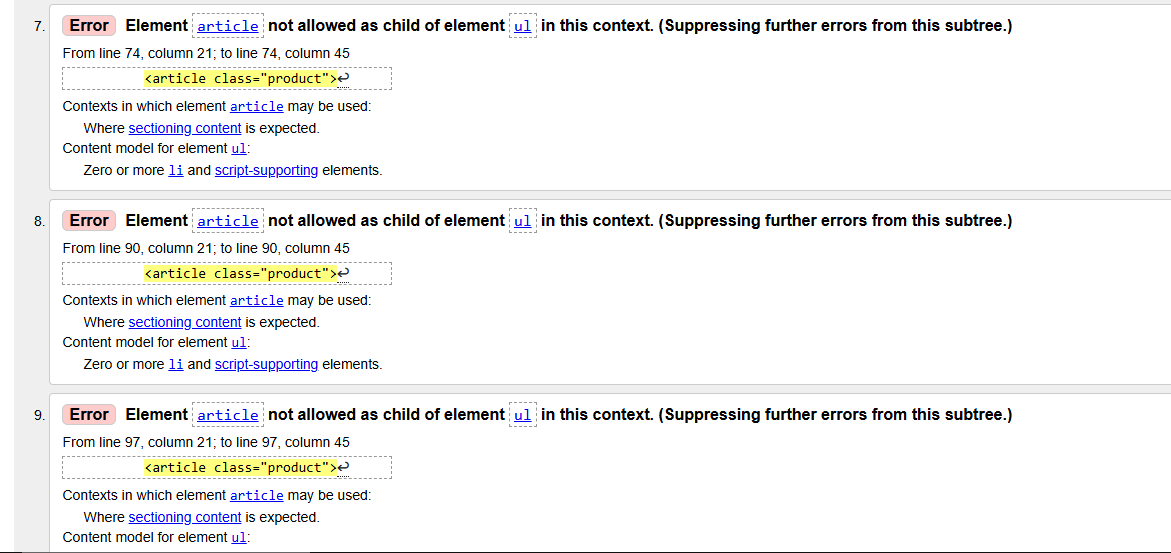 7. Error Element article not allowed as child of element ul in this context. (Suppressing further errors from this subtree.)
From line 74, column 21; to line 74, column 45
<article class="product">↩
Contexts in which element article may be used:
Where sectioning content is expected.
Content model for element ul:
Zero or more li and script-supporting elements.
8. Error Element article not allowed as child of element ul in this context. (Suppressing further errors from this subtree.)
From line 90, column 21; to line 90, column 45
<article class="product">↩
Contexts in which element article may be used:
Where sectioning content is expected.
Content model for element ul:
Zero or more li and script-supporting elements.
9. Error Element article not allowed as child of element ul in this context. (Suppressing further errors from this subtree.)
From line 97, column 21; to line 97, column 45
<article class="product">↩
Contexts in which element article may be used:
Where sectioning content is expected.
Content model for element ul: